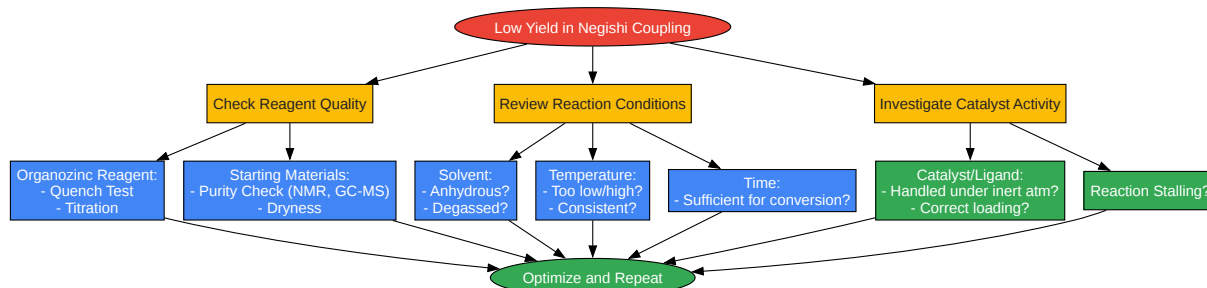 Low Yield in Negishi Coupling
Check Reagent Quality
Review Reaction Conditions
Investigate Catalyst Activity
Organozinc Reagent:
- Quench Test
- Titration
Starting Materials:
- Purity Check (NMR, GC-MS)
- Dryness
Solvent:
- Anhydrous?
- Degassed?
Temperature:
- Too low/high?
- Consistent?
Time:
- Sufficient for conversion?
Catalyst/Ligand:
- Handled under inert atm?
- Correct loading?
Reaction Stalling?
Optimize and Repeat